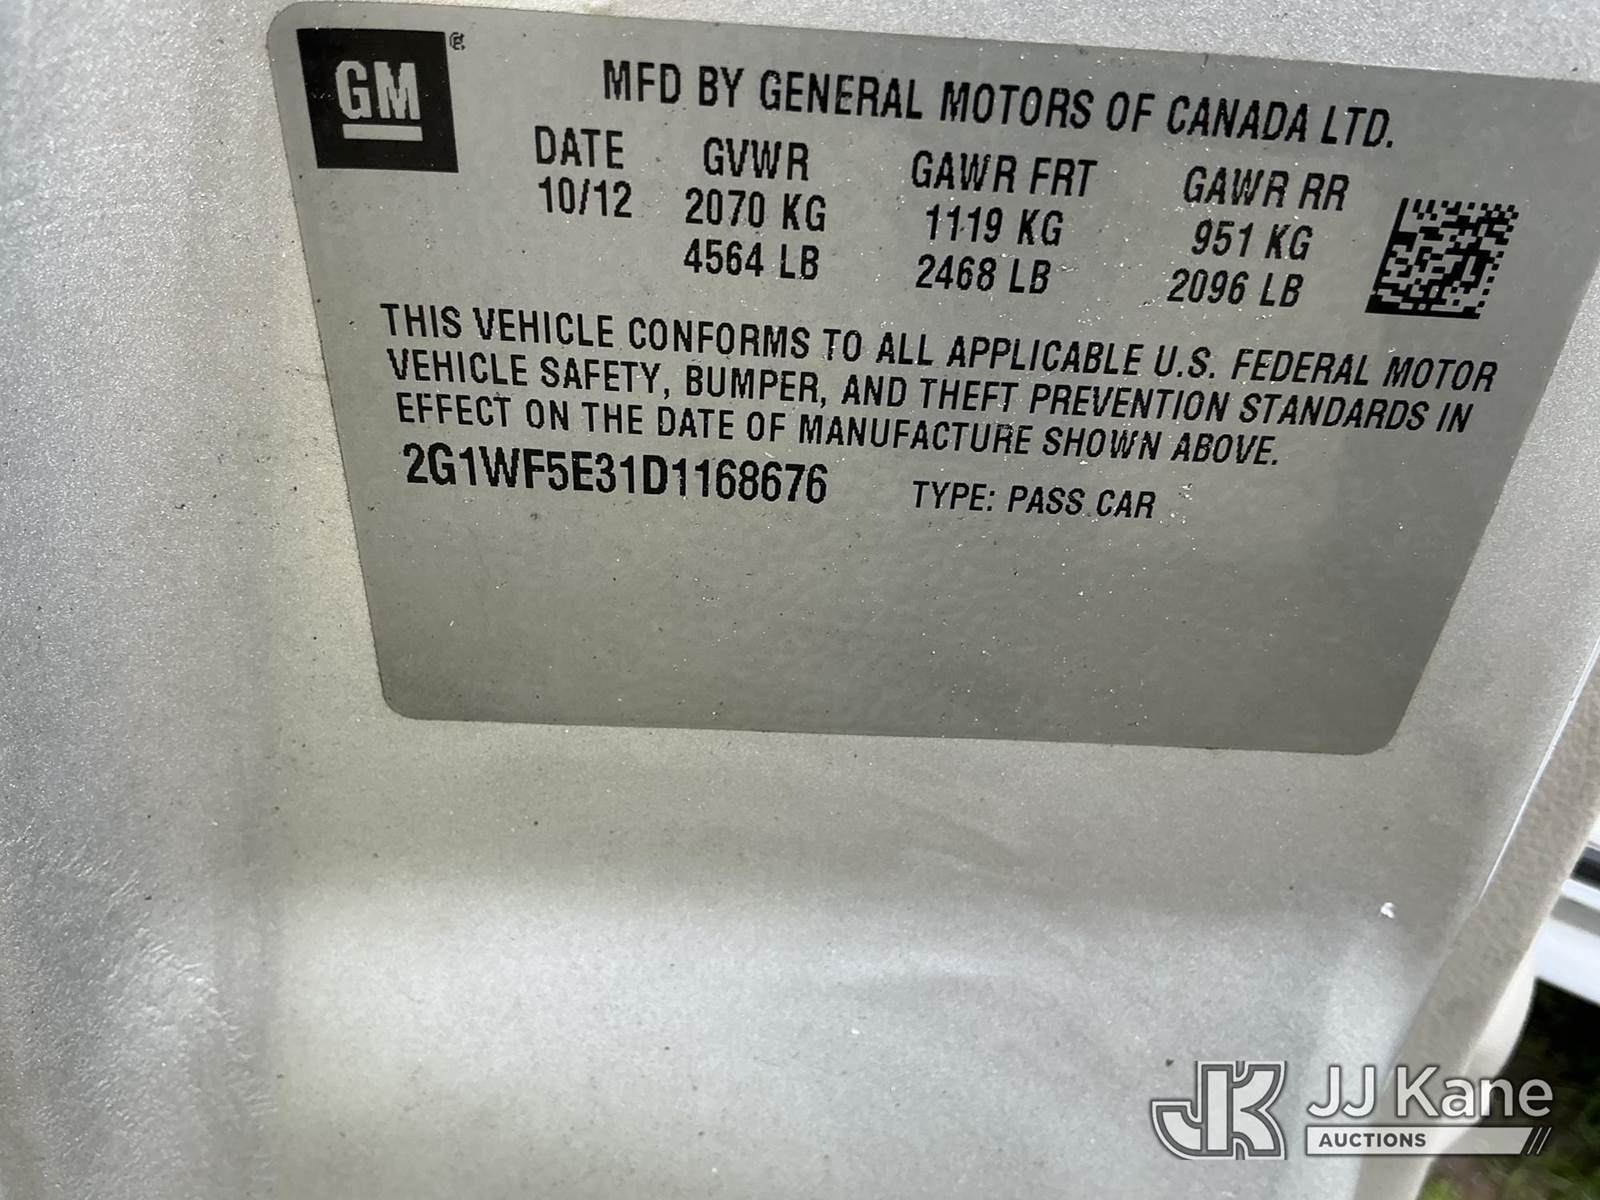 GM
MFD BY GENERAL MOTORS OF CANADA LTD.
DATE GVWR GAWR FRT GAWR RR
10/12 2070 KG 1119 KG 951 KG
4564 LB 2468 LB 2096 LB
THIS VEHICLE CONFORMS TO ALL APPLICABLE U.S. FEDERAL MOTOR
VEHICLE SAFETY, BUMPER, AND THEFT PREVENTION STANDARDS IN
EFFECT ON THE DATE OF MANUFACTURE SHOWN ABOVE.
2G1WF5E31D1168676 TYPE: PASS CAR
JK JJ Kane
AUCTIONS